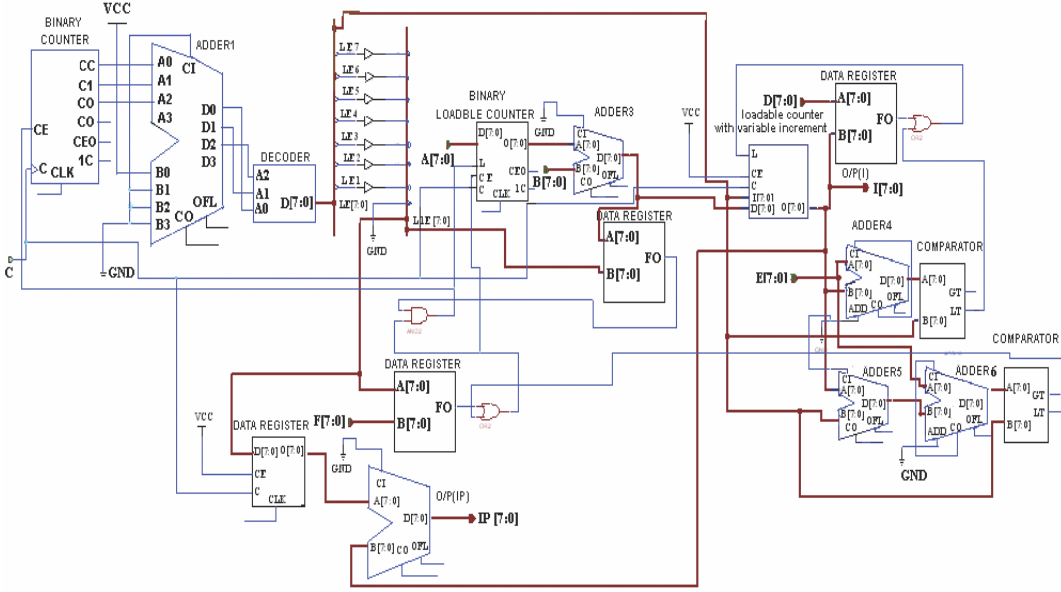 BINARY
COUNTER
VCC
ADDER1
CC
C1
CO
CO
CEO
1C
CE
C
CLK
A0
A1
A2
A3
CI
B0
B1
B2
B3
D0
D1
D2
D3
OFL
CO
GND
C
DECODER
A2
A1
A0
D[7:0]
LE7
LE6
LE5
LE4
LE3
LE2
LE1
LE[7:0]
GND
L1E[7:0]
BINARY
LOADBLE COUNTER
D[7:0]
O[7:0]
L
CE
C
CEO
1C
CLK
A[7:0]
GND
B[7:0]
ADDER3
CI
A[7:0]
B[7:0]
D[7:0]
CO
OFL
DATA REGISTER
A[7:0]
B[7:0]
FO
VCC
loadable counter
with variable increment
L
CE
C
I[7:0]
D[7:0]
O[7:0]
DATA REGISTER
D[7:0]
A[7:0]
B[7:0]
FO
OR2
O/P(I)
I[7:0]
ADDER4
CI
A[7:0]
B[7:0]
ADD
CO
D[7:0]
OFL
E[7:0]
COMPARATOR
A[7:0]
B[7:0]
GT
LT
COMPARATOR
A[7:0]
B[7:0]
GT
LT
ADDER5
CI
A[7:0]
B[7:0]
D[7:0]
CO
OFL
ADDER6
CI
A[7:0]
B[7:0]
ADD
CO
D[7:0]
OFL
GND
AND2
DATA REGISTER
A[7:0]
B[7:0]
FO
F[7:0]
OR2
VCC
DATA REGISTER
D[7:0]
O[7:0]
CE
C
CLK
GND
CI
A[7:0]
B[7:0]
D[7:0]
CO
OFL
O/P(IP)
IP [7:0]